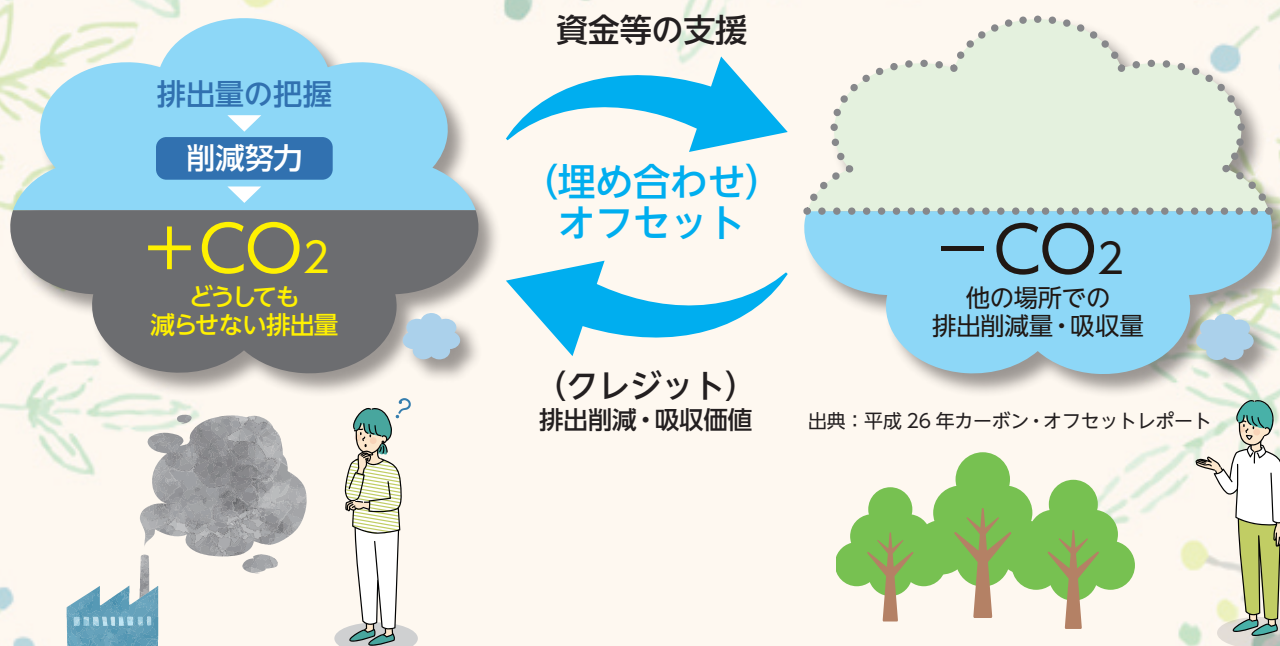 資金等の支援
排出量の把握
削減努力
+CO2
どうしても
減らせない排出量
(埋め合わせ)
オフセット
(クレジット)
排出削減・吸収価値
-CO2
他の場所での
排出削減量・吸収量
出典：平成 26 年カーボン・オフセットレポート
?